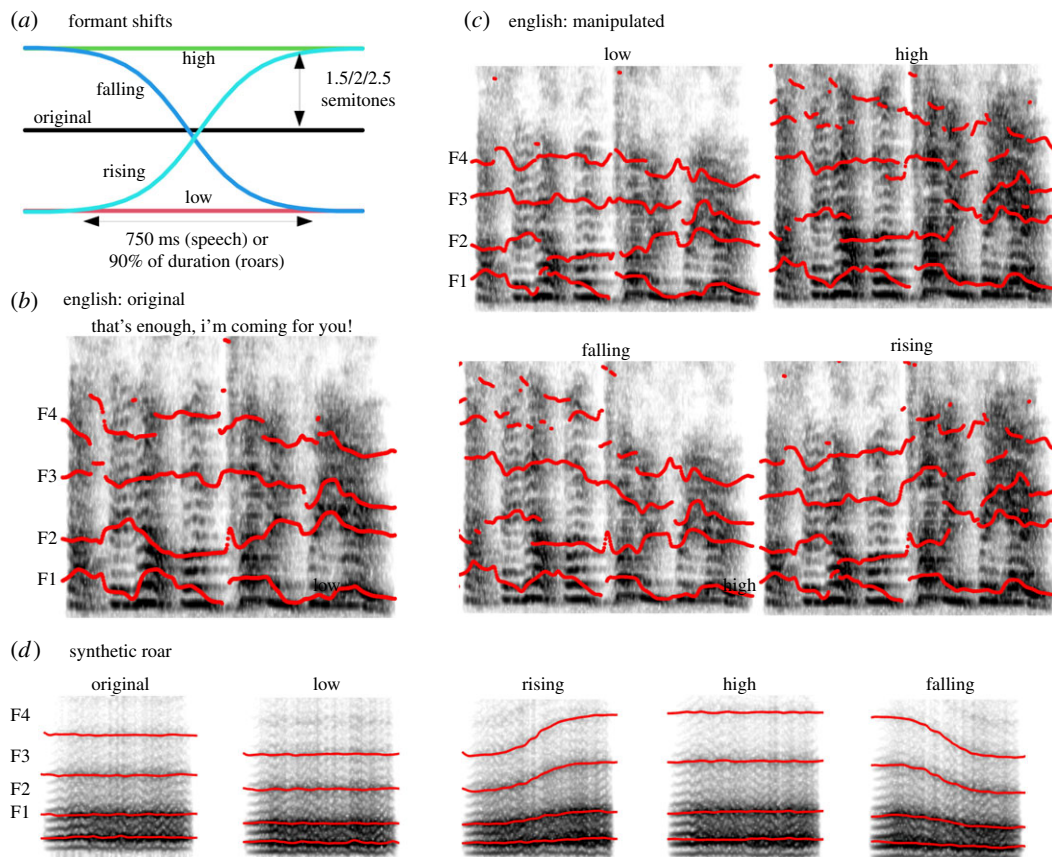 (a) formant shifts
high
falling
1.5/2/2.5
semitones
original
rising
low
750 ms (speech) or
90% of duration (roars)
(b) english: original
that's enough, i'm coming for you!
F4
F3
F2
F1
low
(c) english: manipulated
low
high
F4
F3
F2
F1
falling
rising
high
(d) synthetic roar
original
low
rising
high
falling
F4
F3
F2
F1